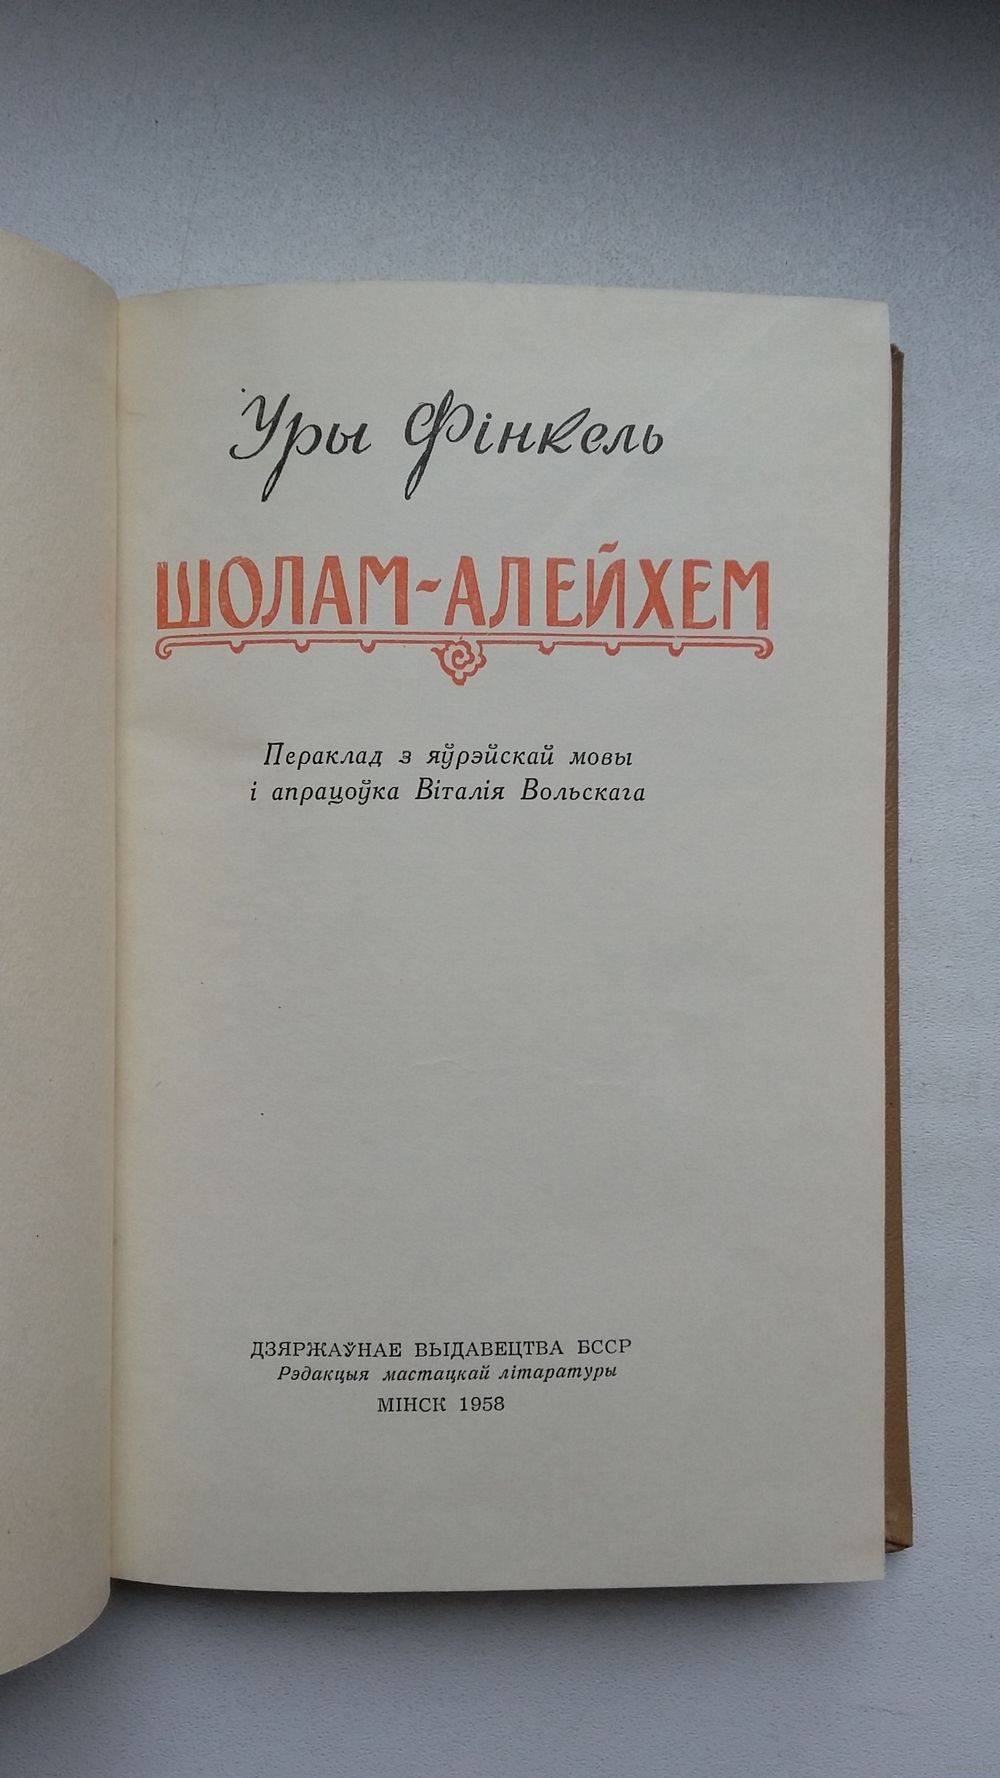 Уры Фінкель
ШОЛАМ-АЛЕЙХЕМ
Пераклад з яўрэйскай мовы
і апрацоўка Віталія Вольскага
ДЗЯРЖАЎНАЕ ВЫДАВЕЦТВА БССР
Рэдакцыя мастацкай літаратуры
МІНСК 1958